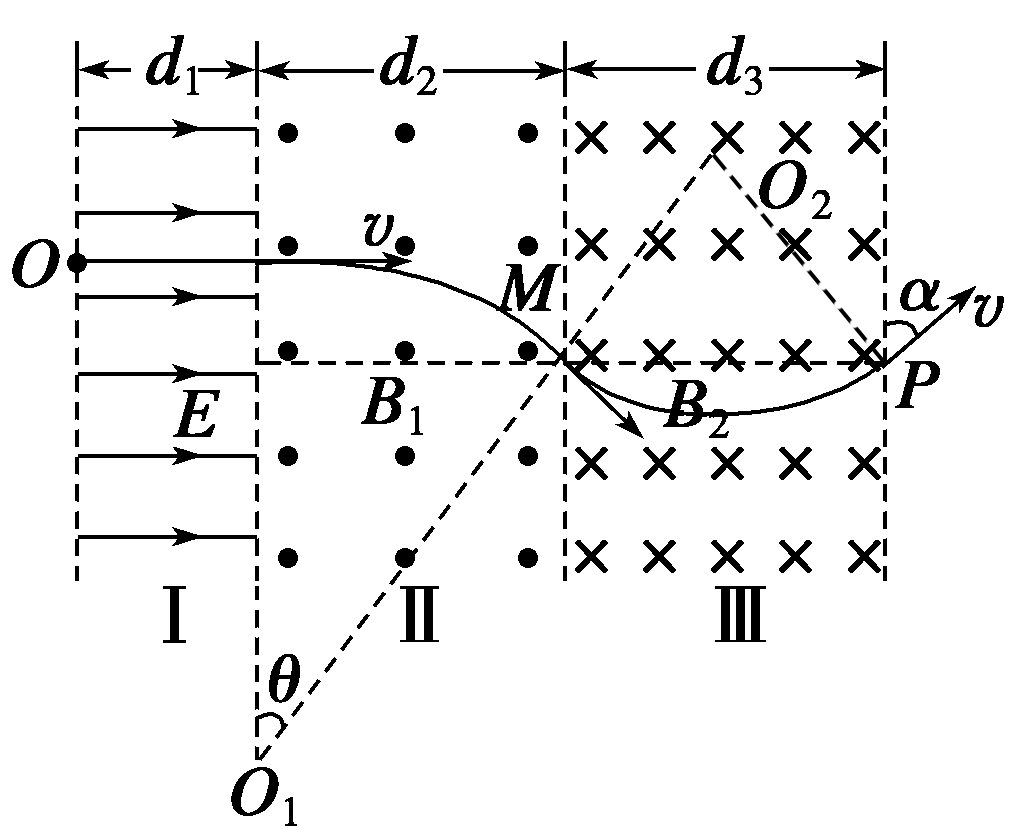 d₁ d₂ d₃
O₂
O v M α v
E B₁ B₂ P
Ⅰ Ⅱ Ⅲ
θ
O₁